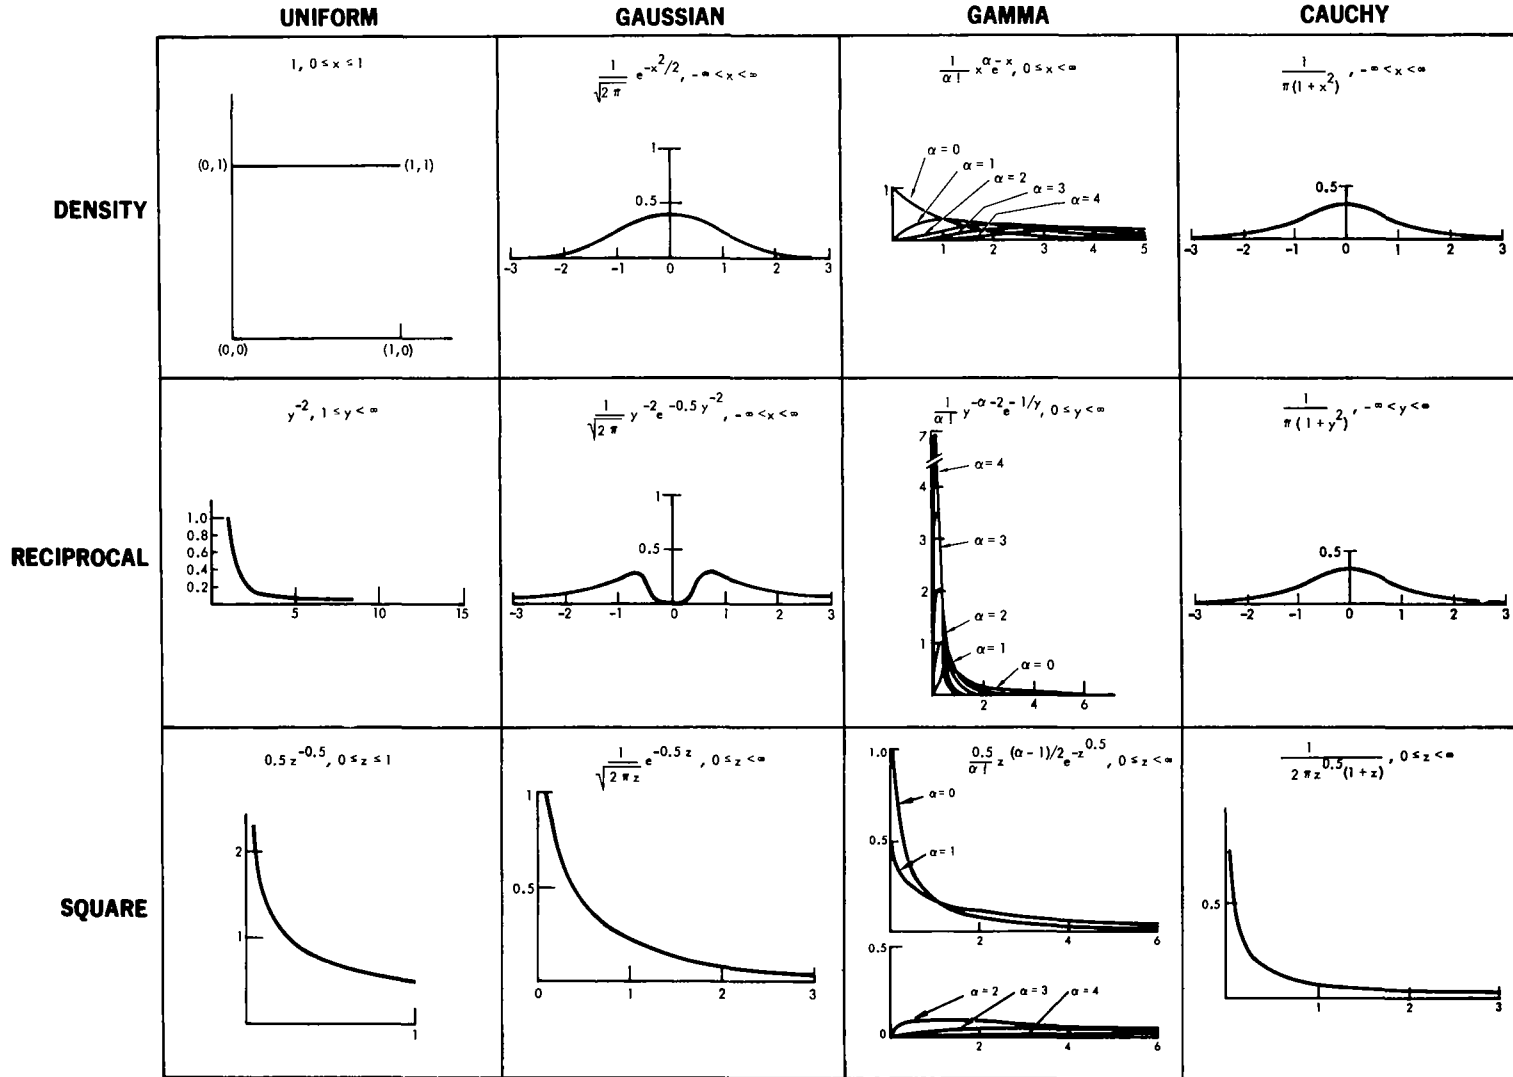 UNIFORM GAUSSIAN GAMMA CAUCHY
DENSITY
1, 0 ≤ x ≤ 1
(0,1) (1,1)
(0,0) (1,0)
1/√(2π) e^(-x²/2), -∞ < x < ∞
1
0.5
-3 -2 -1 0 1 2 3
1/α! x^α e^-x, 0 ≤ x < ∞
α = 0
α = 1
α = 2
α = 3
α = 4
1
1 2 3 4 5
1/π(1 + x²), -∞ < x < ∞
0.5
-3 -2 -1 0 1 2 3
RECIPROCAL
y^-2, 1 ≤ y < ∞
1.0
0.8
0.6
0.4
0.2
5 10 15
1/√(2π) y^-2 e^(-0.5 y^-2), -∞ < x < ∞
1
0.5
-3 -2 -1 0 1 2 3
1/α! y^(-α-2) e^(-1/y), 0 ≤ y < ∞
7
α = 4
4
3
α = 3
2
α = 2
1
α = 1
α = 0
2 4 6
1/π(1 + y²), -∞ < y < ∞
0.5
-3 -2 -1 0 1 2 3
SQUARE
0.5 z^-0.5, 0 ≤ z ≤ 1
2
1
1
1/√(2πz) e^(-0.5 z), 0 ≤ z < ∞
1
0.5
0 1 2 3
0.5/α! z^((α-1)/2) e^(-z^0.5), 0 ≤ z < ∞
1.0
α = 0
0.5
α = 1
2 4 6
0.5
α = 2 α = 3 α = 4
0
2 4 6
1/2πz^0.5(1 + z), 0 ≤ z < ∞
0.5
1 2 3